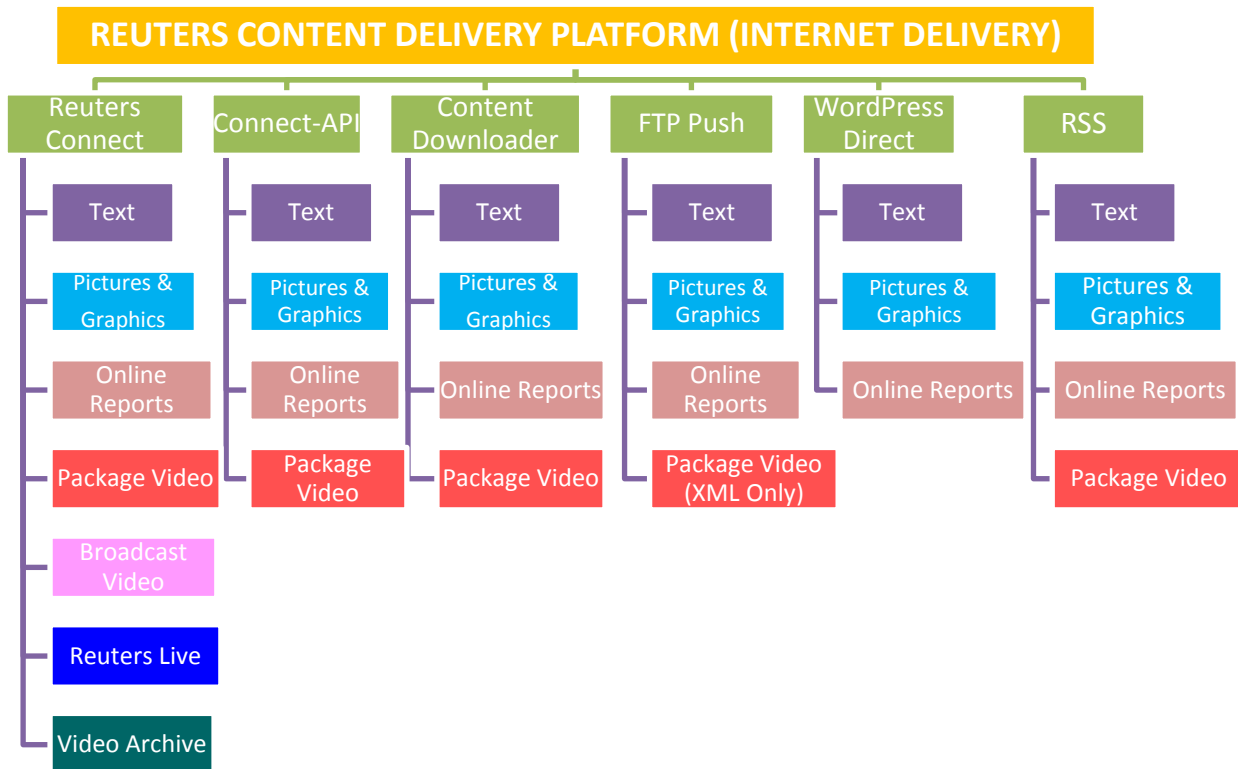 REUTERS CONTENT DELIVERY PLATFORM (INTERNET DELIVERY)
Reuters
Connect
Text
Pictures &
Graphics
Online
Reports
Package Video
Broadcast
Video
Reuters Live
Video Archive
Connect-API
Text
Pictures &
Graphics
Online
Reports
Package
Video
Content
Downloader
Text
Pictures &
Graphics
Online Reports
Package Video
FTP Push
Text
Pictures &
Graphics
Online
Reports
Package Video
(XML Only)
WordPress
Direct
Text
Pictures &
Graphics
Online Reports
RSS
Text
Pictures &
Graphics
Online Reports
Package Video